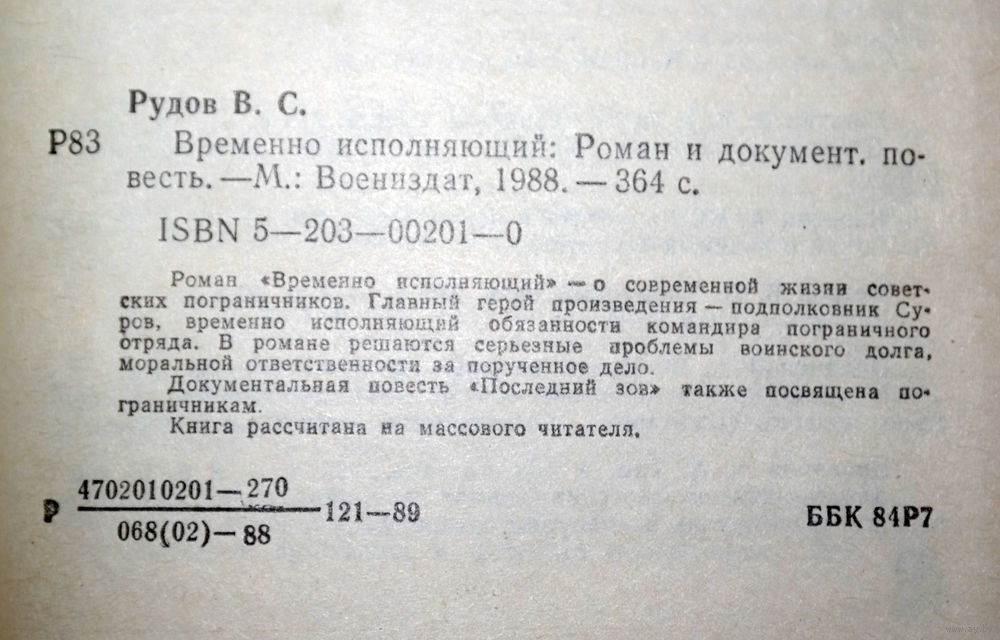 Рудов В. С.
Р83 Временно исполняющий: Роман и документ. по-
весть. —М.: Воениздат, 1988. — 364 с.
ISBN 5—203—00201—0
Роман «Временно исполняющий» — о современной жизни совет-
ских пограничников. Главный герой произведения — подполковник Су-
ров, временно исполняющий обязанности командира пограничного
отряда. В романе решаются серьезные проблемы воинского долга,
моральной ответственности за порученное дело.
Документальная повесть «Последний зов» также посвящена по-
граничникам.
Книга рассчитана на массового читателя.
4702010201—270
Р 121—89
068(02)—88
ББК 84Р7